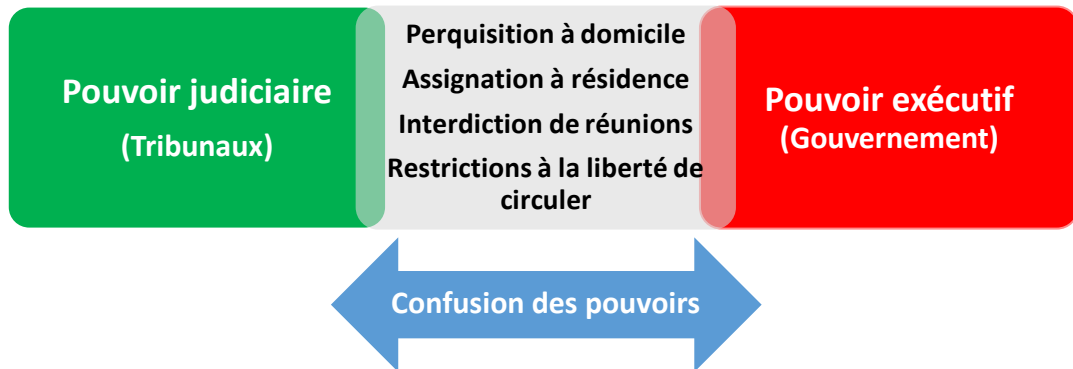 Pouvoir judiciaire
(Tribunaux)
Perquisition à domicile
Assignation à résidence
Interdiction de réunions
Restrictions à la liberté de
circuler
Pouvoir exécutif
(Gouvernement)
Confusion des pouvoirs